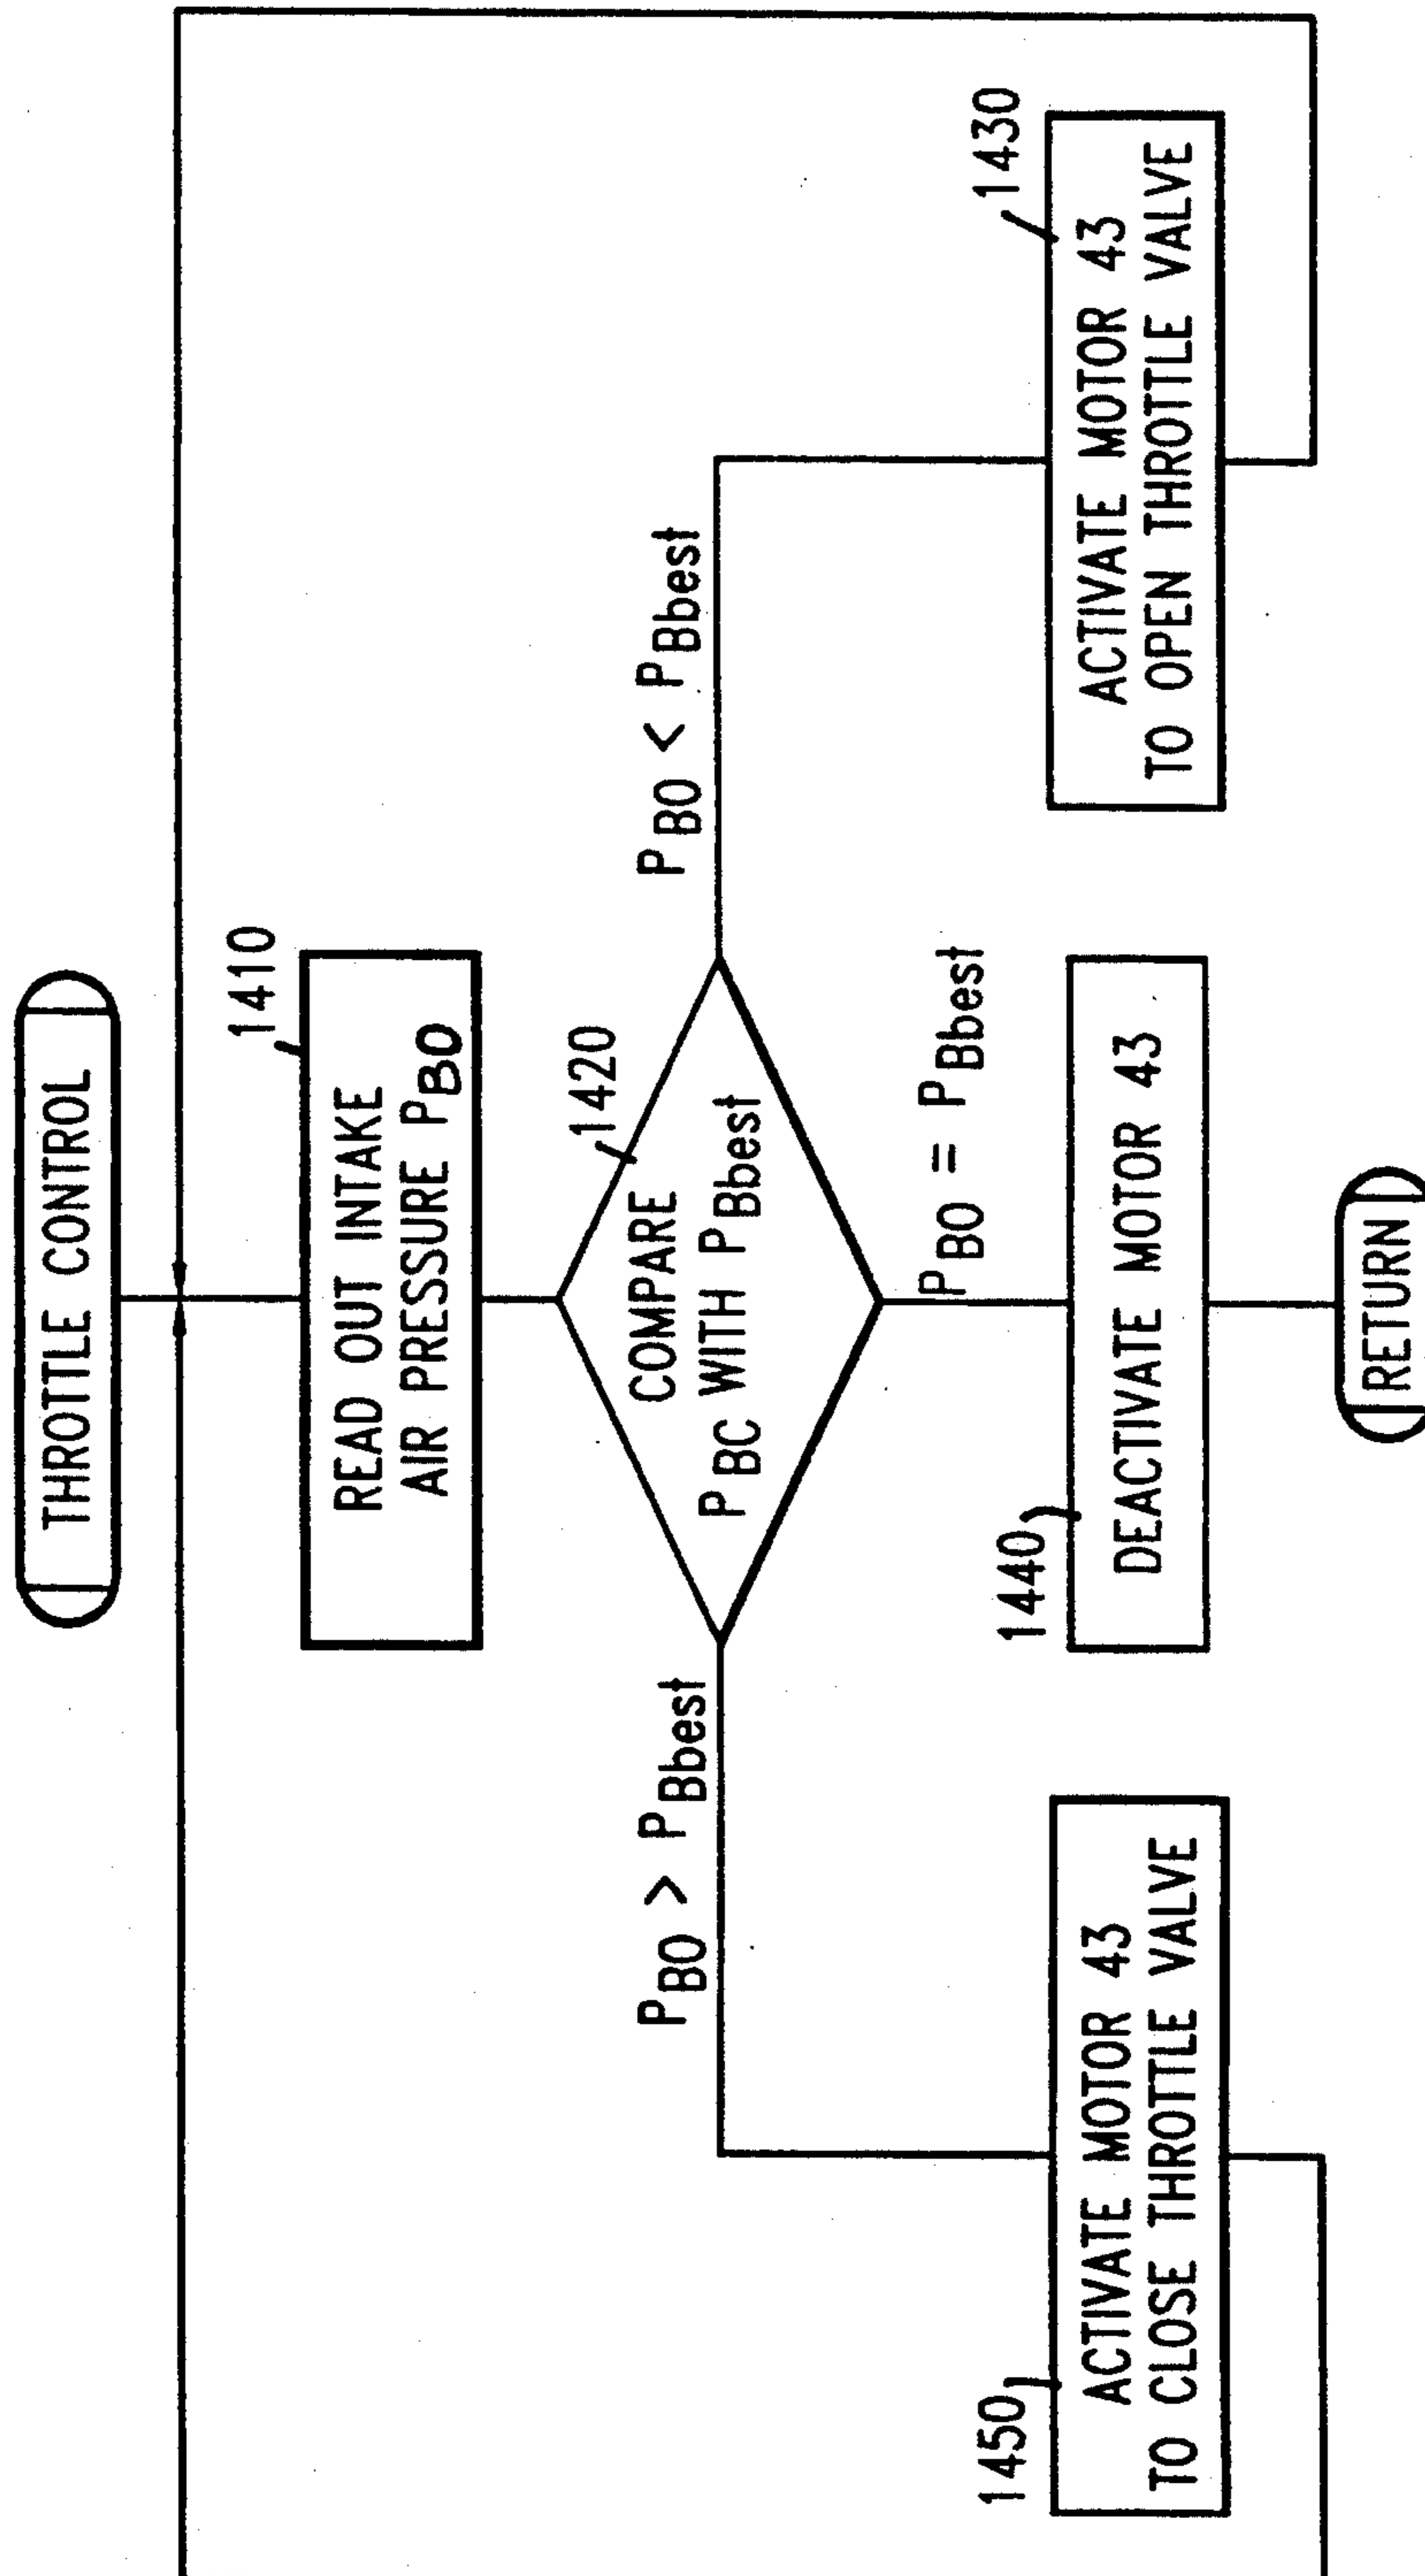 THROTTLE CONTROL
1410
READ OUT INTAKE
AIR PRESSURE PBO
1420
COMPARE
PBC WITH PBbest
PBO > PBbest
PBO = PBbest
PBO < PBbest
1450
ACTIVATE MOTOR 43
TO CLOSE THROTTLE VALVE
1440
DEACTIVATE MOTOR 43
1430
ACTIVATE MOTOR 43
TO OPEN THROTTLE VALVE
RETURN